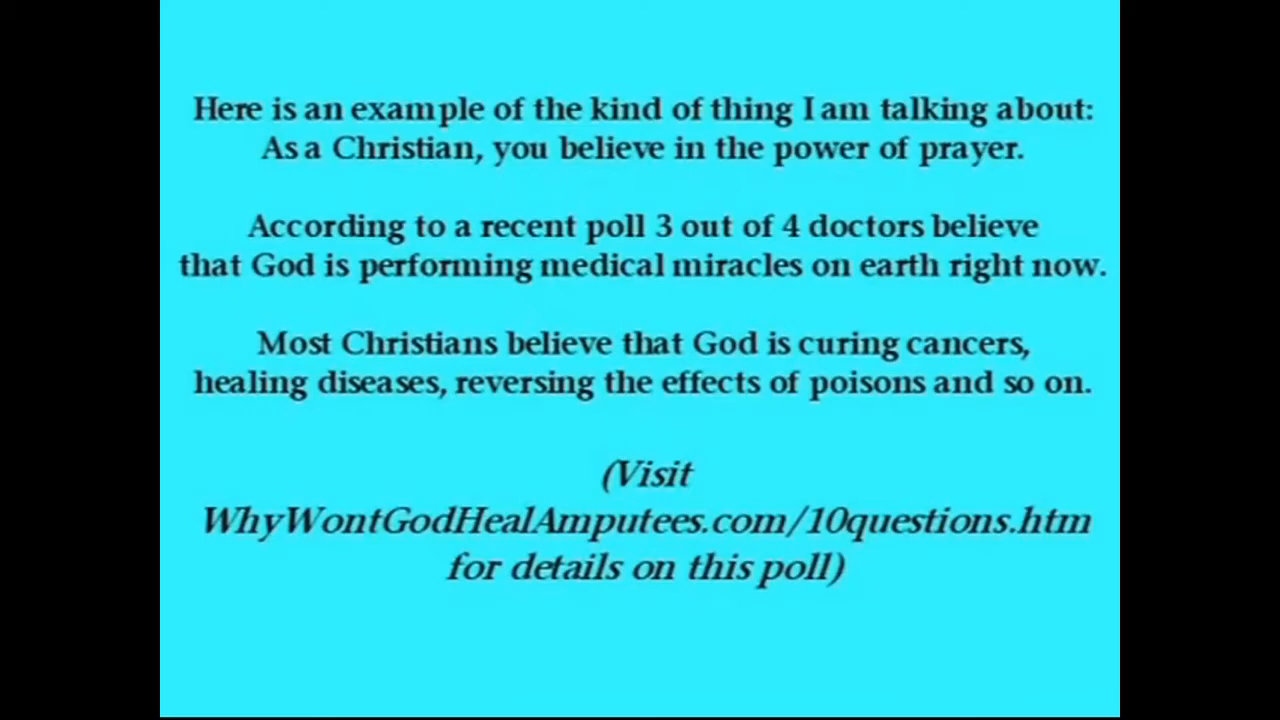 Here is an example of the kind of thing I am talking about:
As a Christian, you believe in the power of prayer.
According to a recent poll 3 out of 4 doctors believe
that God is performing medical miracles on earth right now.
Most Christians believe that God is curing cancers,
healing diseases, reversing the effects of poisons and so on.
(Visit
WhyWontGodHealAmputees.com/10questions.htm
for details on this poll)